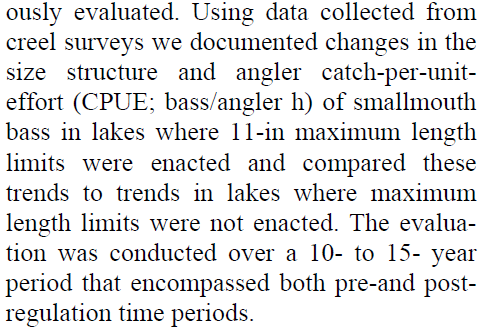 ously evaluated. Using data collected from
creel surveys we documented changes in the
size structure and angler catch-per-unit-
effort (CPUE; bass/angler h) of smallmouth
bass in lakes where 11-in maximum length
limits were enacted and compared these
trends to trends in lakes where maximum
length limits were not enacted. The evalua-
tion was conducted over a 10- to 15- year
period that encompassed both pre-and post-
regulation time periods.